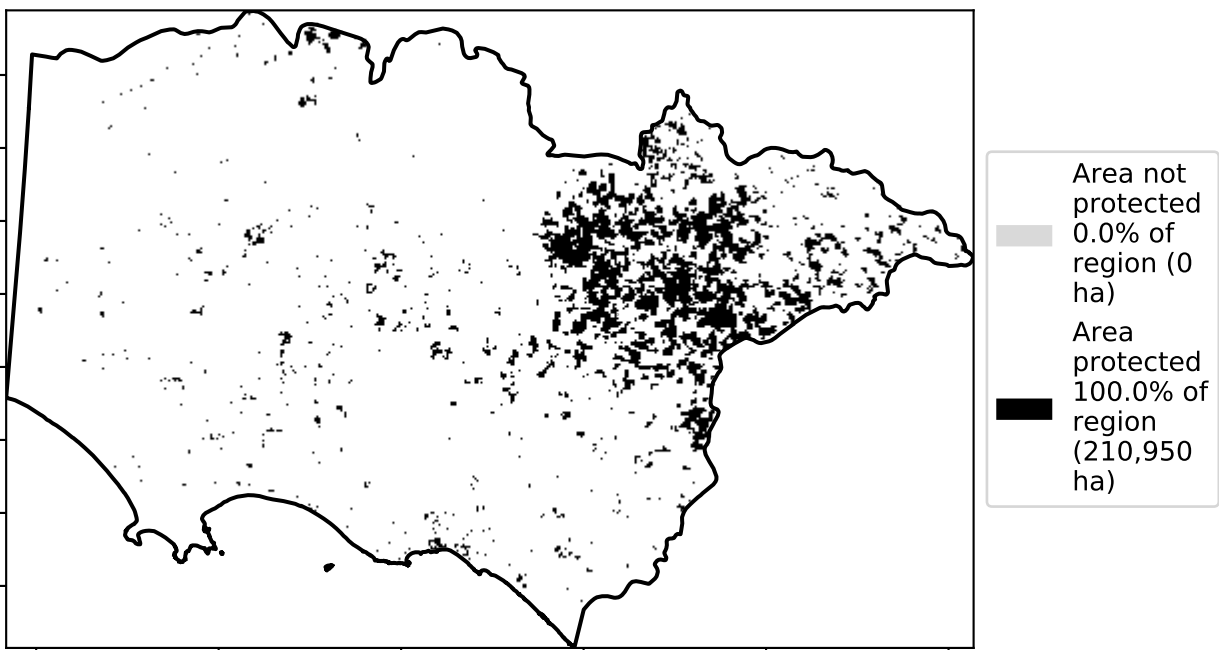 Area not
protected
0.0% of
region (0
ha)
Area
protected
100.0% of
region
(210,950
ha)